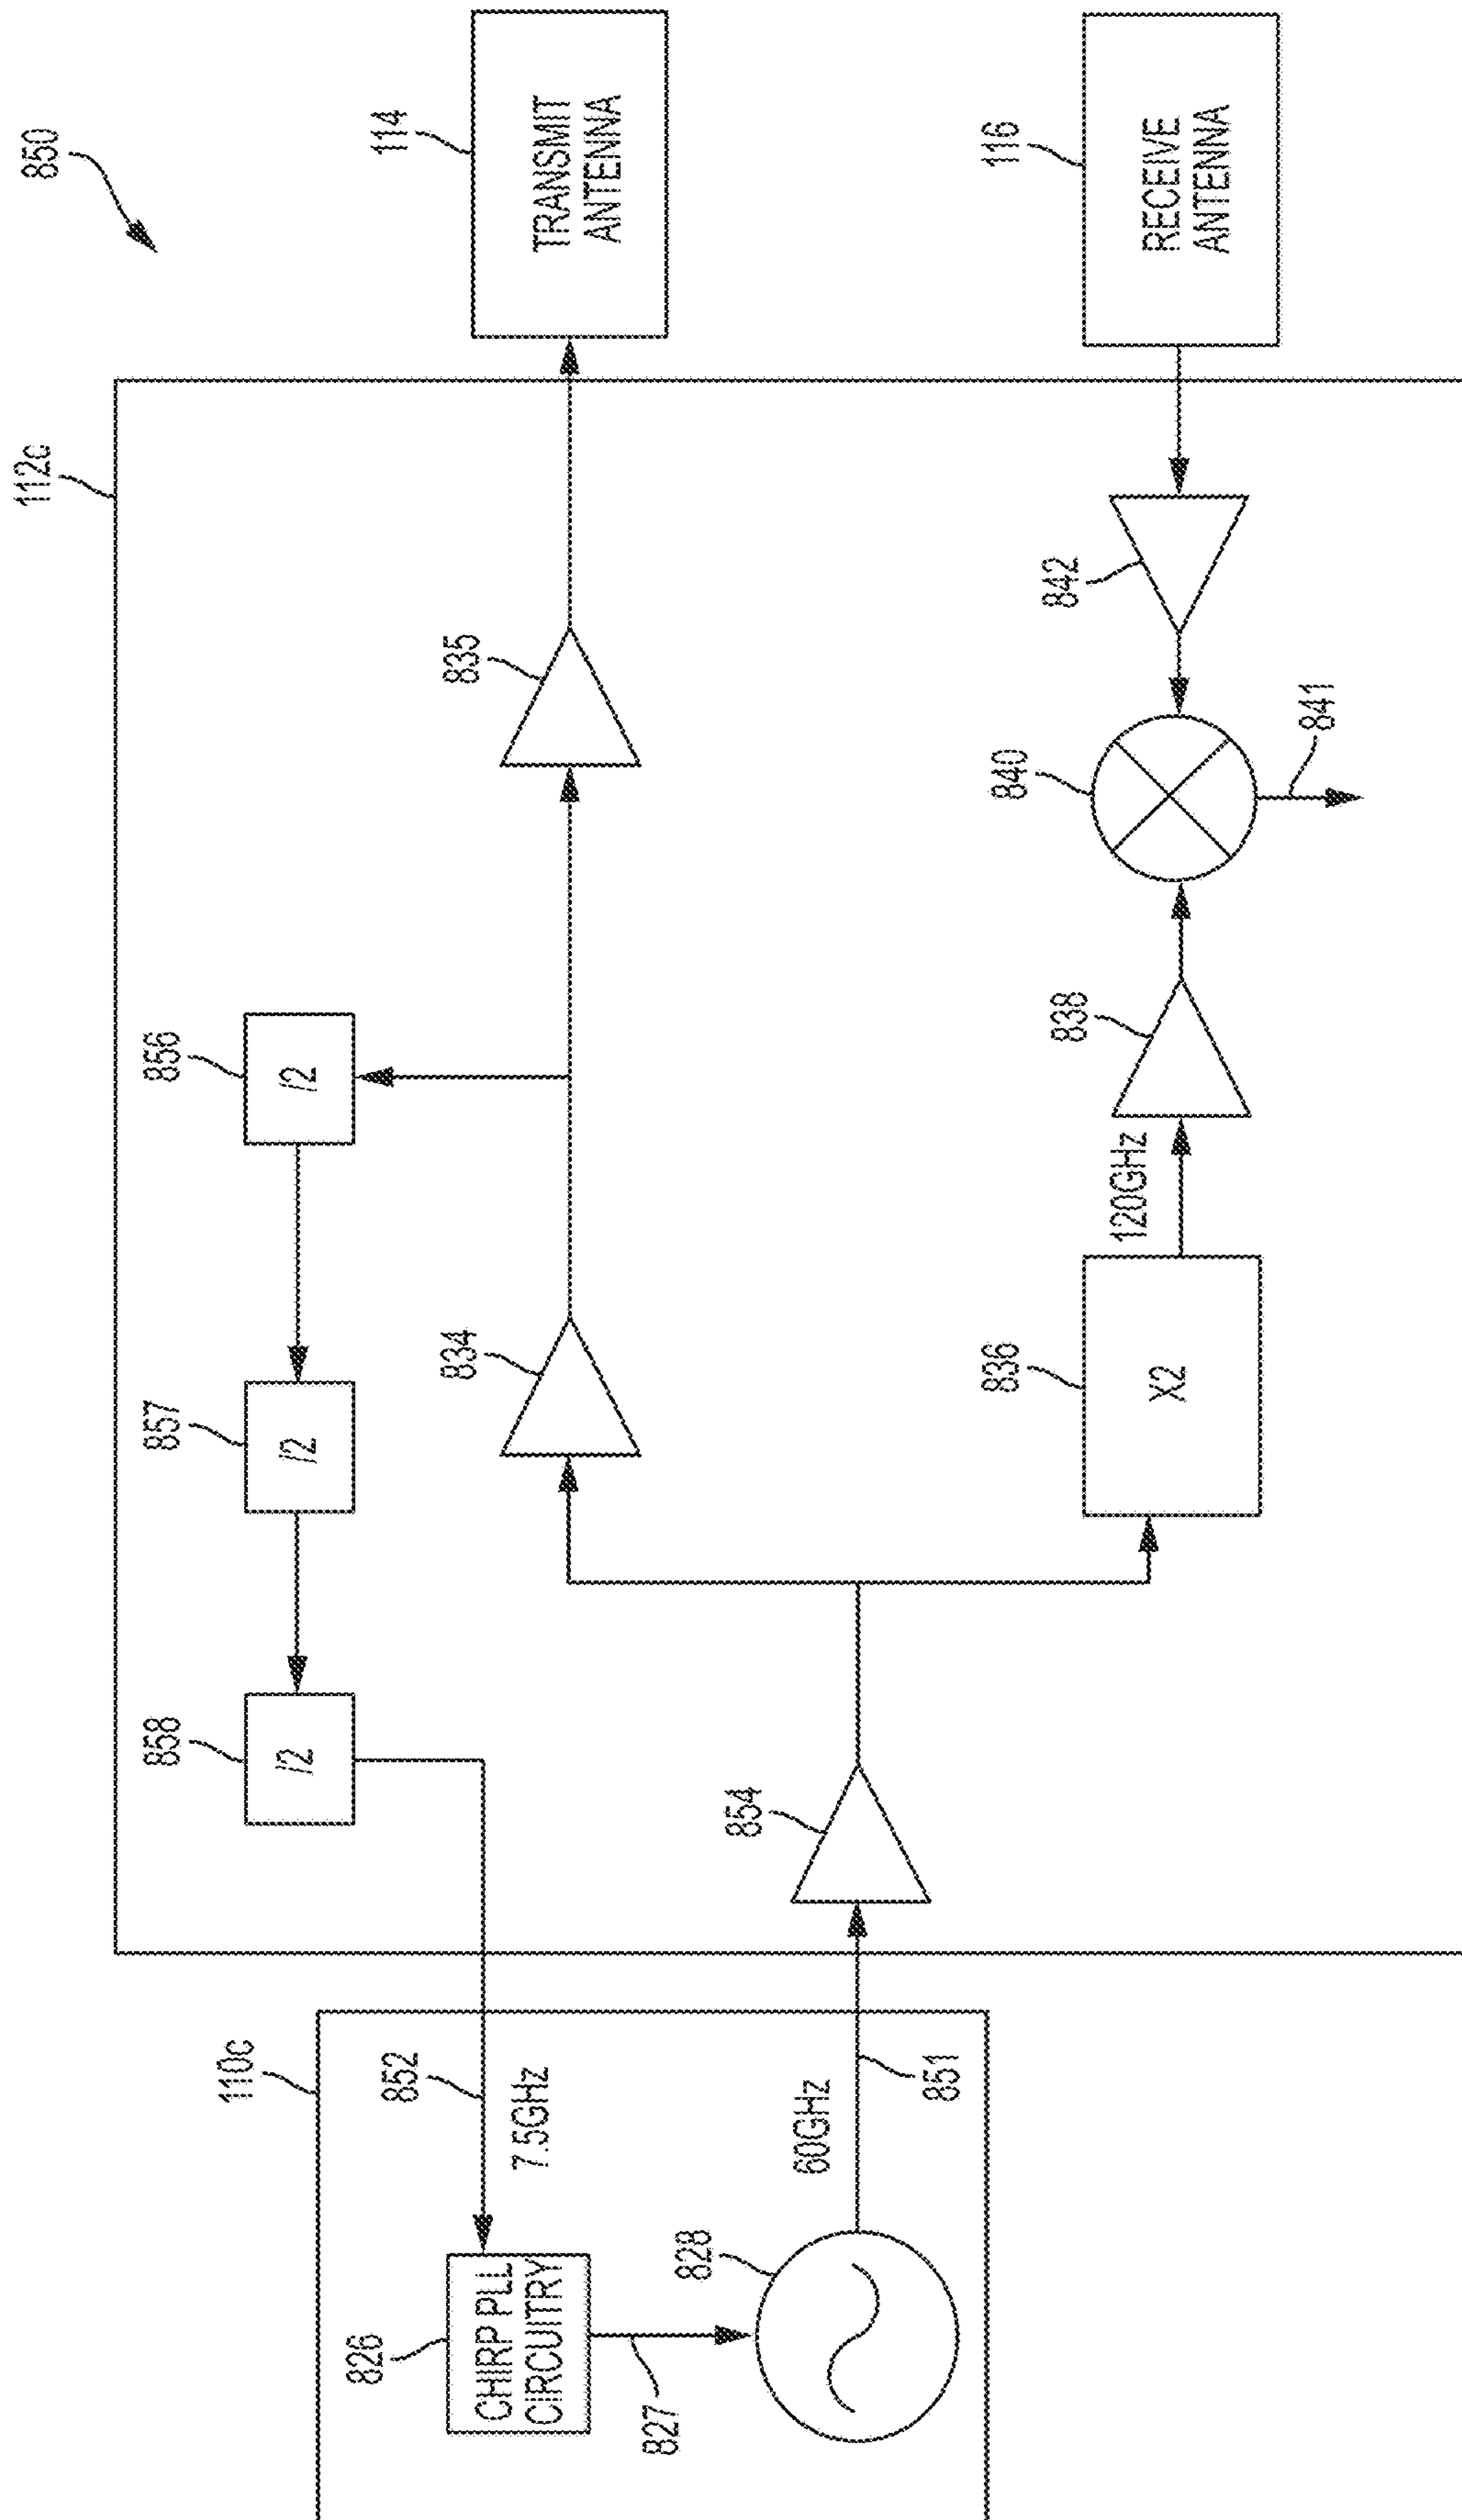 850
112c
110c
858
/2
857
/2
856
/2
114
TRANSMIT
ANTENNA
852
7.5GHz
826
CHIRP PLL
CIRCUITRY
834
835
827
828
60GHz
851
854
836
X2
120GHz
838
840
841
842
116
RECEIVE
ANTENNA